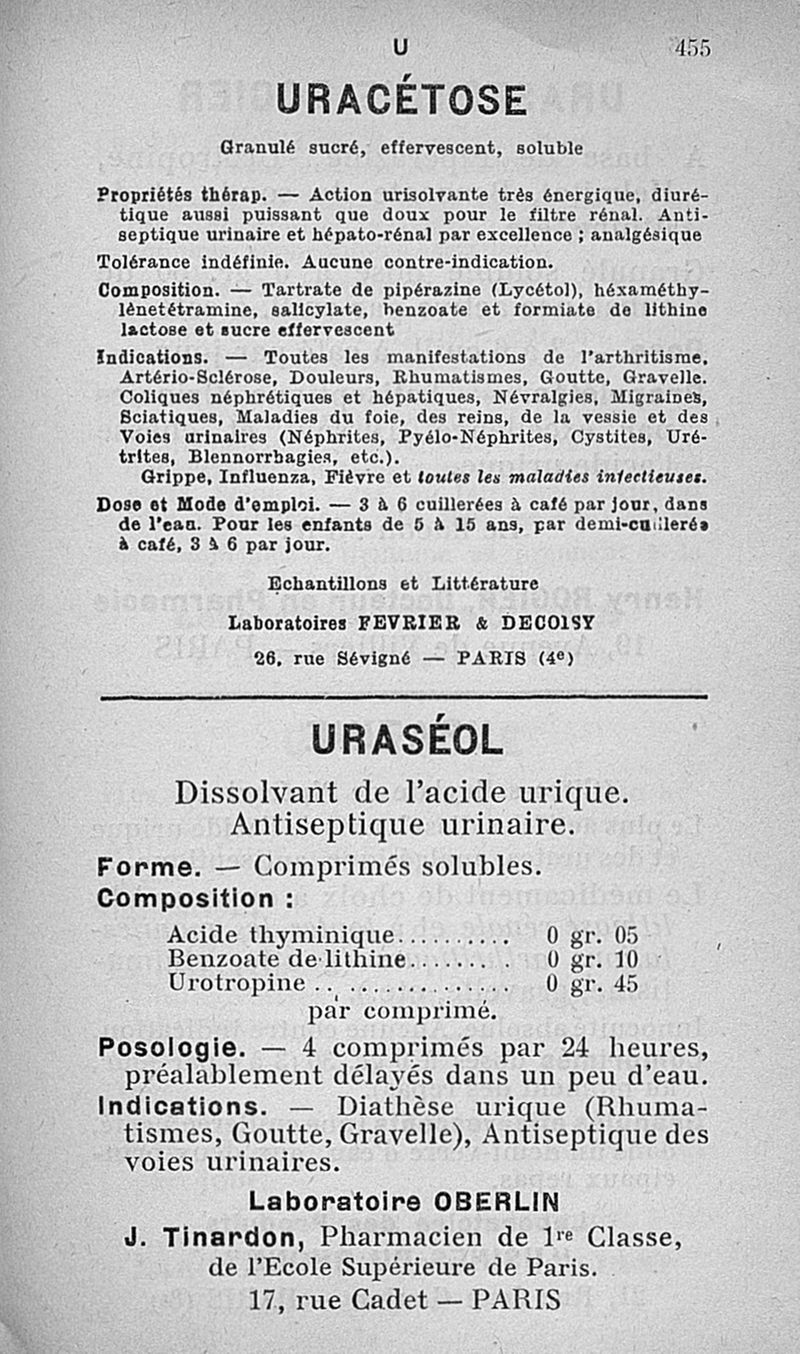 U 455
URACÉTOSE
Granulé sucré, effervescent, soluble
Propriétés thérap. — Action urisolvante très énergique, diuré-
tique aussi puissant que doux pour le filtre rénal. Anti-
septique urinaire et hépato-rénal par excellence ; analgésique
Tolérance indéfinie. Aucune contre-indication.
Composition. — Tartrate de pipérazine (Lycétol), héxaméthy-
lènetétramine, salicylate, benzoate et formiate de lithine
lactose et sucre effervescent
Indications. — Toutes les manifestations de l'arthritisme,
Artério-Sclérose, Douleurs, Rhumatismes, Goutte, Gravelle.
Coliques néphrétiques et hépatiques, Névralgies, Migraines,
Sciatiques, Maladies du foie, des reins, de la vessie et des
Voies urinaires (Néphrites, Pyélo-Néphrites, Cystites, Uré-
trites, Blennorrhagies, etc.).
Grippe, Influenza, Fièvre et toutes les maladies infectieuses.
Dose et Mode d'emploi. — 3 à 6 cuillerées à café par jour, dans
de l'eau. Pour les enfants de 5 à 15 ans, par demi-cuillerée
à café, 3 à 6 par jour.
Echantillons et Littérature
Laboratoires FEVRIER & DECOISY
26, rue Sévigné — PARIS (4e)
URASÉOL
Dissolvant de l'acide urique.
Antiseptique urinaire.
Forme. — Comprimés solubles.
Composition :
Acide thyminique.......... 0 gr. 05
Benzoate de lithine......... 0 gr. 10
Urotropine ................ 0 gr. 45
par comprimé.
Posologie. — 4 comprimés par 24 heures,
préalablement délayés dans un peu d'eau.
Indications. — Diathèse urique (Rhuma-
tismes, Goutte, Gravelle), Antiseptique des
voies urinaires.
Laboratoire OBERLIN
J. Tinardon, Pharmacien de 1re Classe,
de l'Ecole Supérieure de Paris.
17, rue Cadet — PARIS